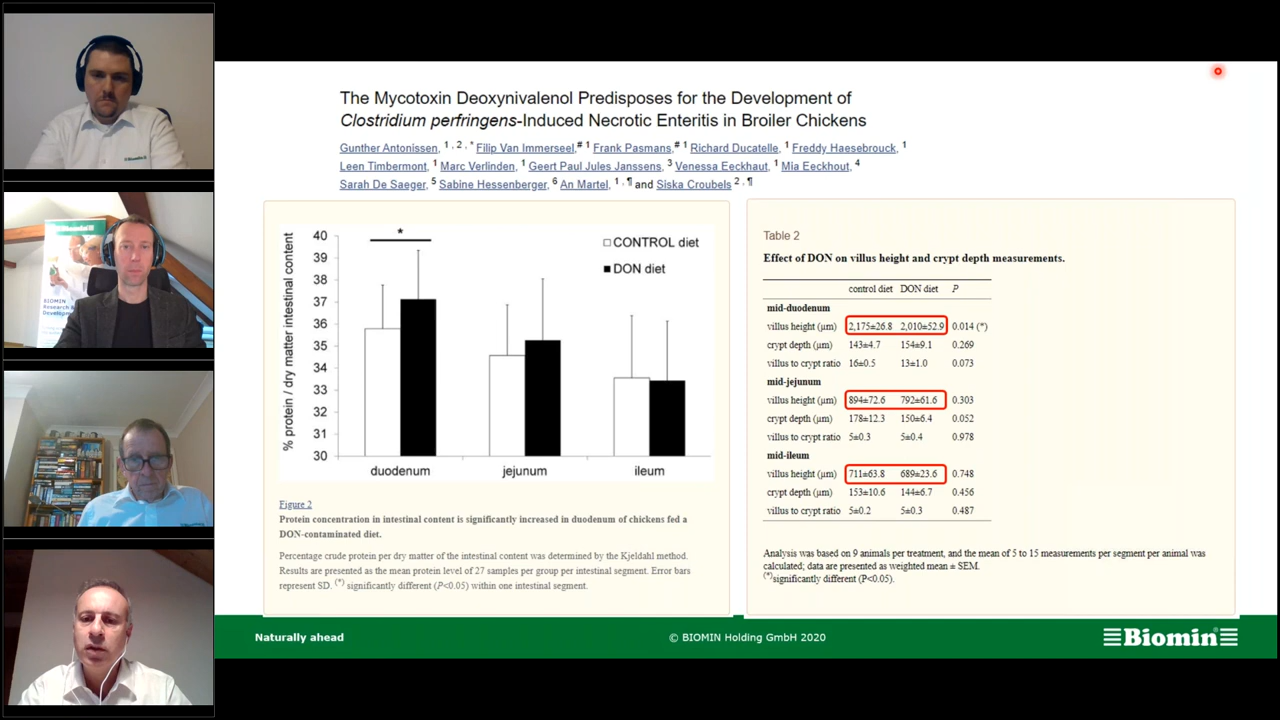 The Mycotoxin Deoxynivalenol Predisposes for the Development of
Clostridium perfringens-Induced Necrotic Enteritis in Broiler Chickens
Gunther Antonissen, 1 , 2 , * Filip Van Immerseel,# 1 Frank Pasmans,# 1 Richard Ducatelle, 1 Freddy Haesebrouck, 1
Leen Timbermont, 1 Marc Verlinden, 1 Geert Paul Jules Janssens, 3 Venessa Eeckhaut, 1 Mia Eeckhout, 4
Sarah De Saeger, 5 Sabine Hessenberger, 6 An Martel, 1 , ¶ and Siska Croubels 2 , ¶
% protein / dry matter intestinal content
40
39
38
37
36
35
34
33
32
31
30
*
CONTROL diet
DON diet
duodenum jejunum ileum
Figure 2
Protein concentration in intestinal content is significantly increased in duodenum of chickens fed a
DON-contaminated diet.
Percentage crude protein per dry matter of the intestinal content was determined by the Kjeldahl method.
Results are presented as the mean protein level of 27 samples per group per intestinal segment. Error bars
represent SD. (*) significantly different (P<0.05) within one intestinal segment.
Table 2
Effect of DON on villus height and crypt depth measurements.
control diet DON diet P
mid-duodenum
villus height (μm) 2,175±26.8 2,010±52.9 0.014 (*)
crypt depth (μm) 143±4.7 154±9.1 0.269
villus to crypt ratio 16±0.5 13±1.0 0.073
mid-jejunum
villus height (μm) 894±72.6 792±61.6 0.303
crypt depth (μm) 178±12.3 150±6.4 0.052
villus to crypt ratio 5±0.3 5±0.4 0.978
mid-ileum
villus height (μm) 711±63.8 689±23.6 0.748
crypt depth (μm) 153±10.6 144±6.7 0.456
villus to crypt ratio 5±0.2 5±0.3 0.487
Analysis was based on 9 animals per treatment, and the mean of 5 to 15 measurements per segment per animal was
calculated; data are presented as weighted mean ± SEM.
(*)significantly different (P<0.05).
Naturally ahead
© BIOMIN Holding GmbH 2020
Biomin®
BIOMIN